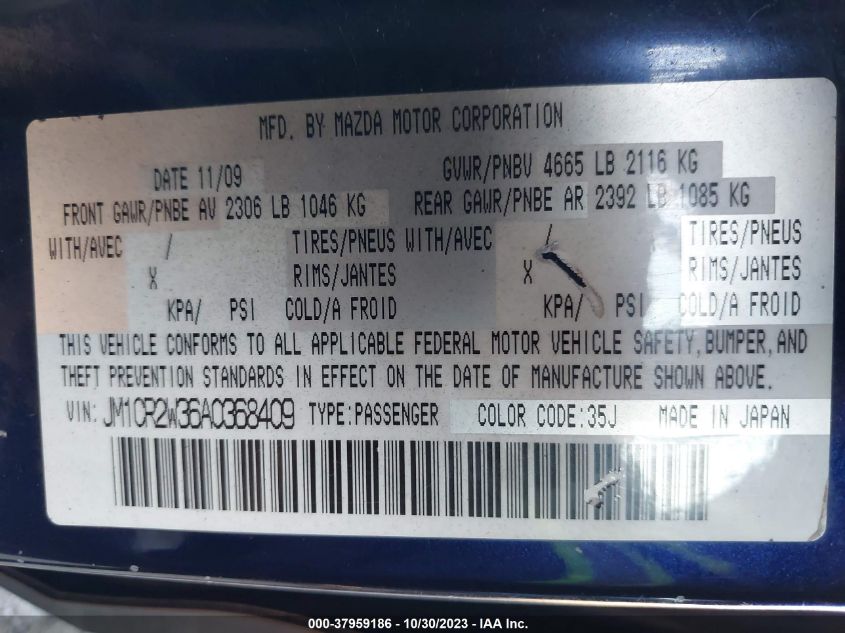 MFD. BY MAZDA MOTOR CORPORATION
DATE 11/09 GVWR/PNBV 4665 LB 2116 KG
FRONT GAWR/PNBE AV 2306 LB 1046 KG REAR GAWR/PNBE AR 2392 LB 1085 KG
WITH/AVEC / TIRES/PNEUS WITH/AVEC / TIRES/PNEUS
X RIMS/JANTES X RIMS/JANTES
KPA/ PSI COLD/A FROID KPA/ PSI COLD/A FROID
THIS VEHICLE CONFORMS TO ALL APPLICABLE FEDERAL MOTOR VEHICLE SAFETY, BUMPER, AND
THEFT PREVENTION STANDARDS IN EFFECT ON THE DATE OF MANUFACTURE SHOWN ABOVE.
VIN: JM1CR2W36A0368409 TYPE:PASSENGER COLOR CODE:35J MADE IN JAPAN
000-37959186 - 10/30/2023 - IAA Inc.